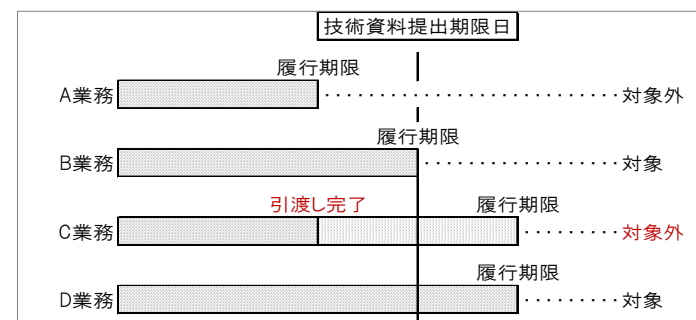 技術資料提出期限日
履行期限
A業務 ・・・・・・・・・・・・・・・・・・・・・・・・・・・・対象外
履行期限
B業務 ・・・・・・・・・・・・・・・・・・対象
引渡し完了 履行期限
C業務 ・・・・・・・・・対象外
履行期限
D業務 ・・・・・・・・・対象